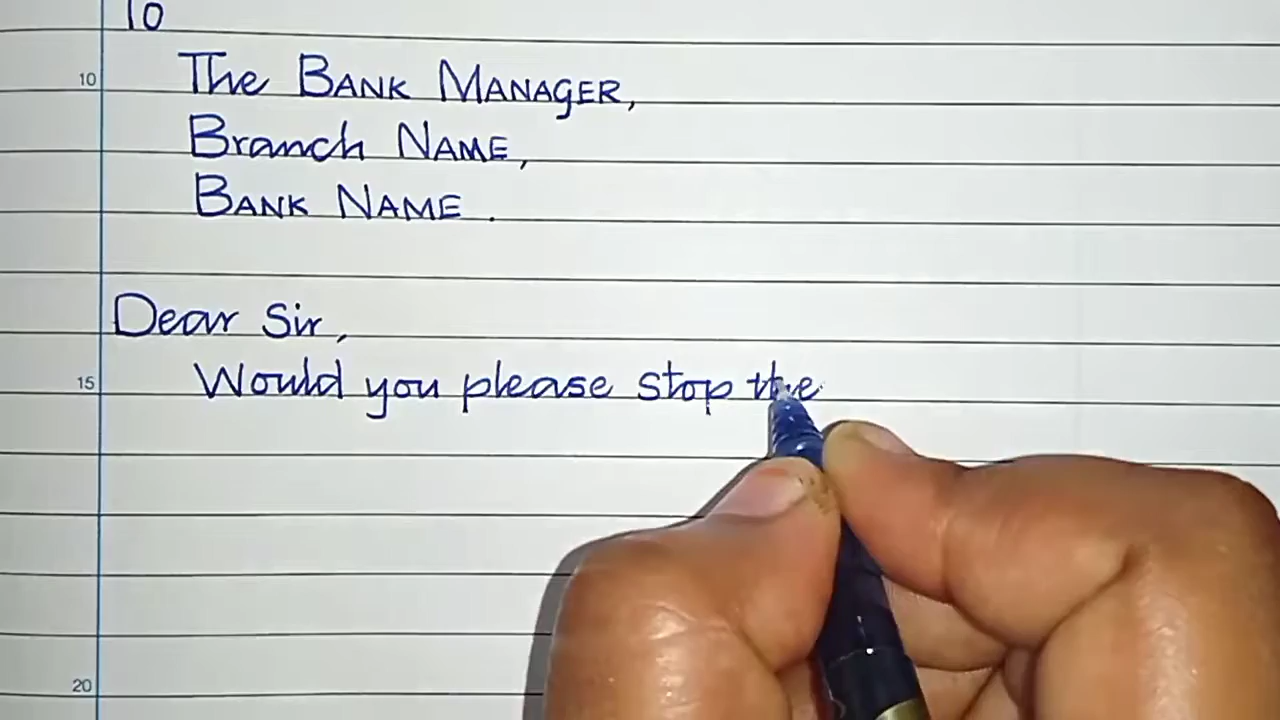 To
10
The BANK MANAGER,
Branch NAME,
BANK NAME .
Dear Sir,
15
Would you please stop the
20